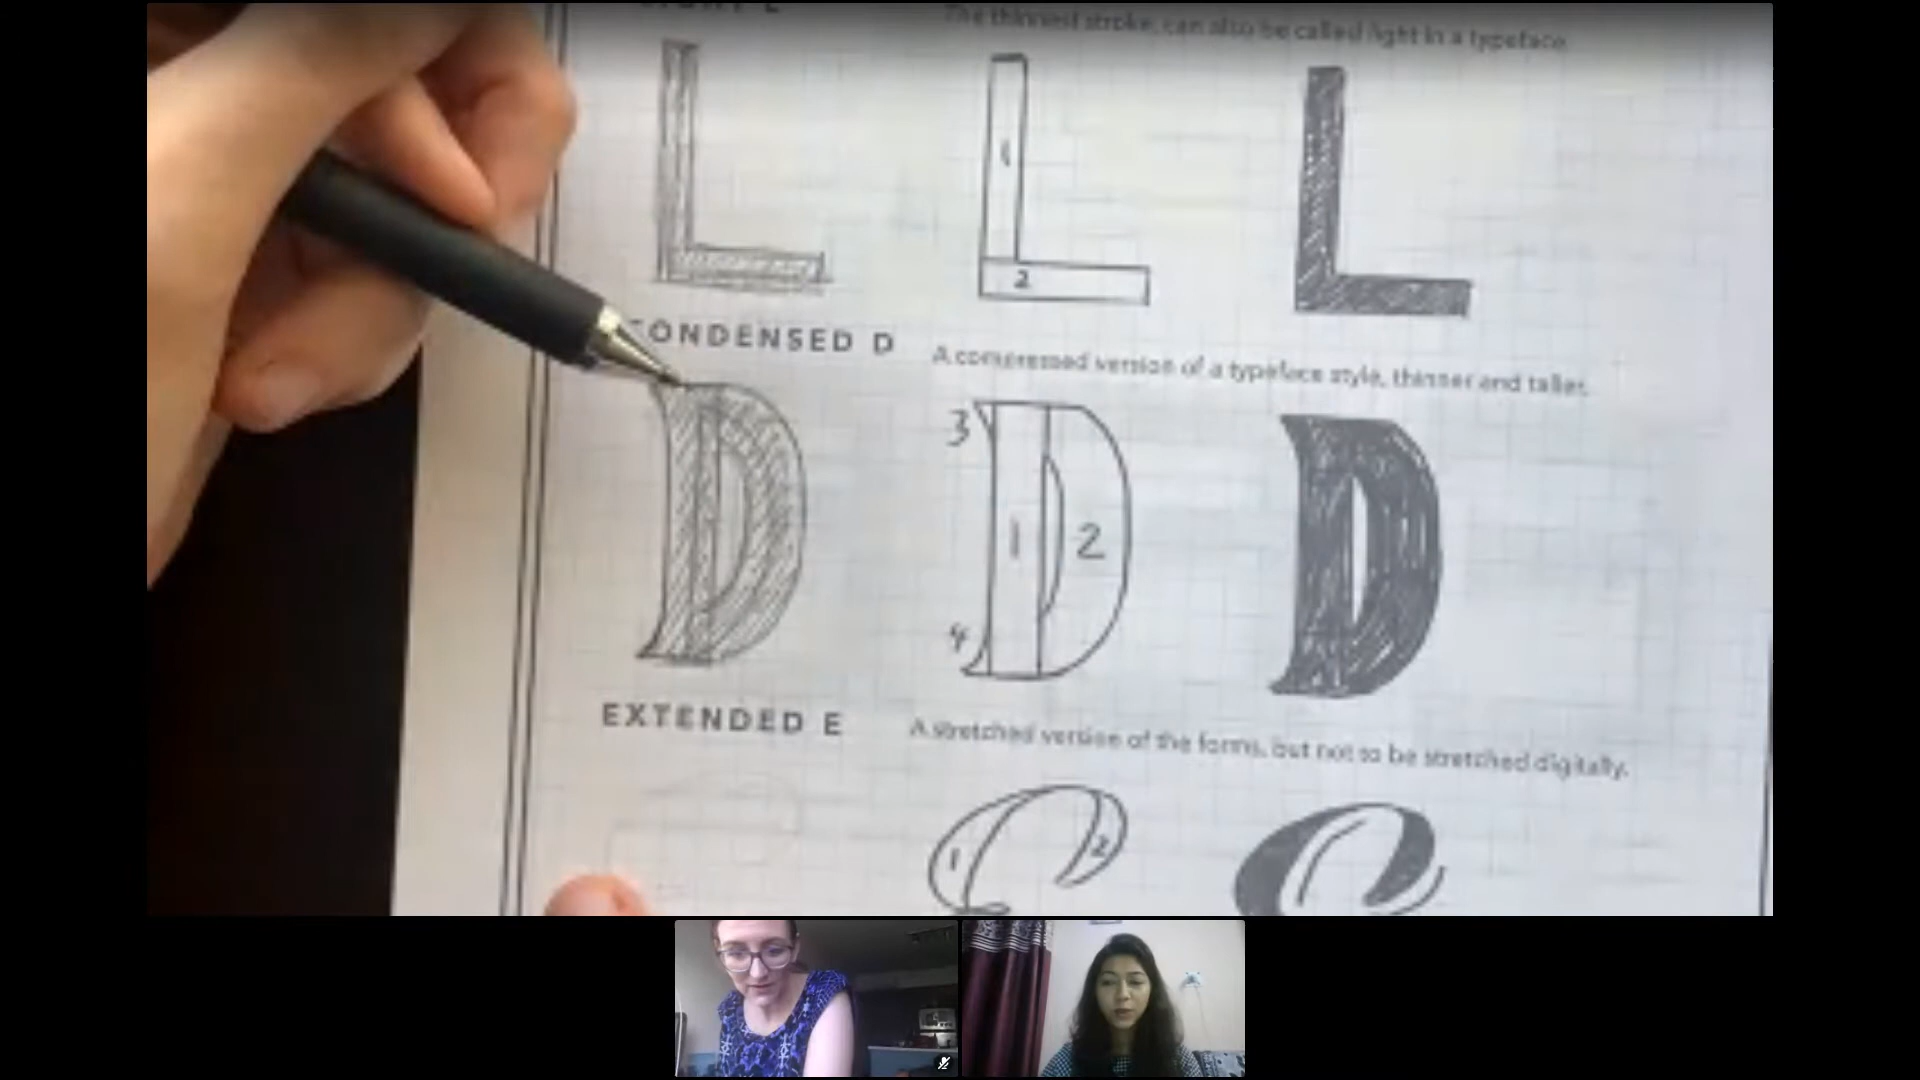 The thinnest stroke, can also be called light in a typeface.
L L L
1
2
CONDENSED D
A compressed version of a typeface style, thinner and taller.
D D D
3
1 2
4
EXTENDED E
A stretched version of the forms, but not to be stretched digitally.
1 2